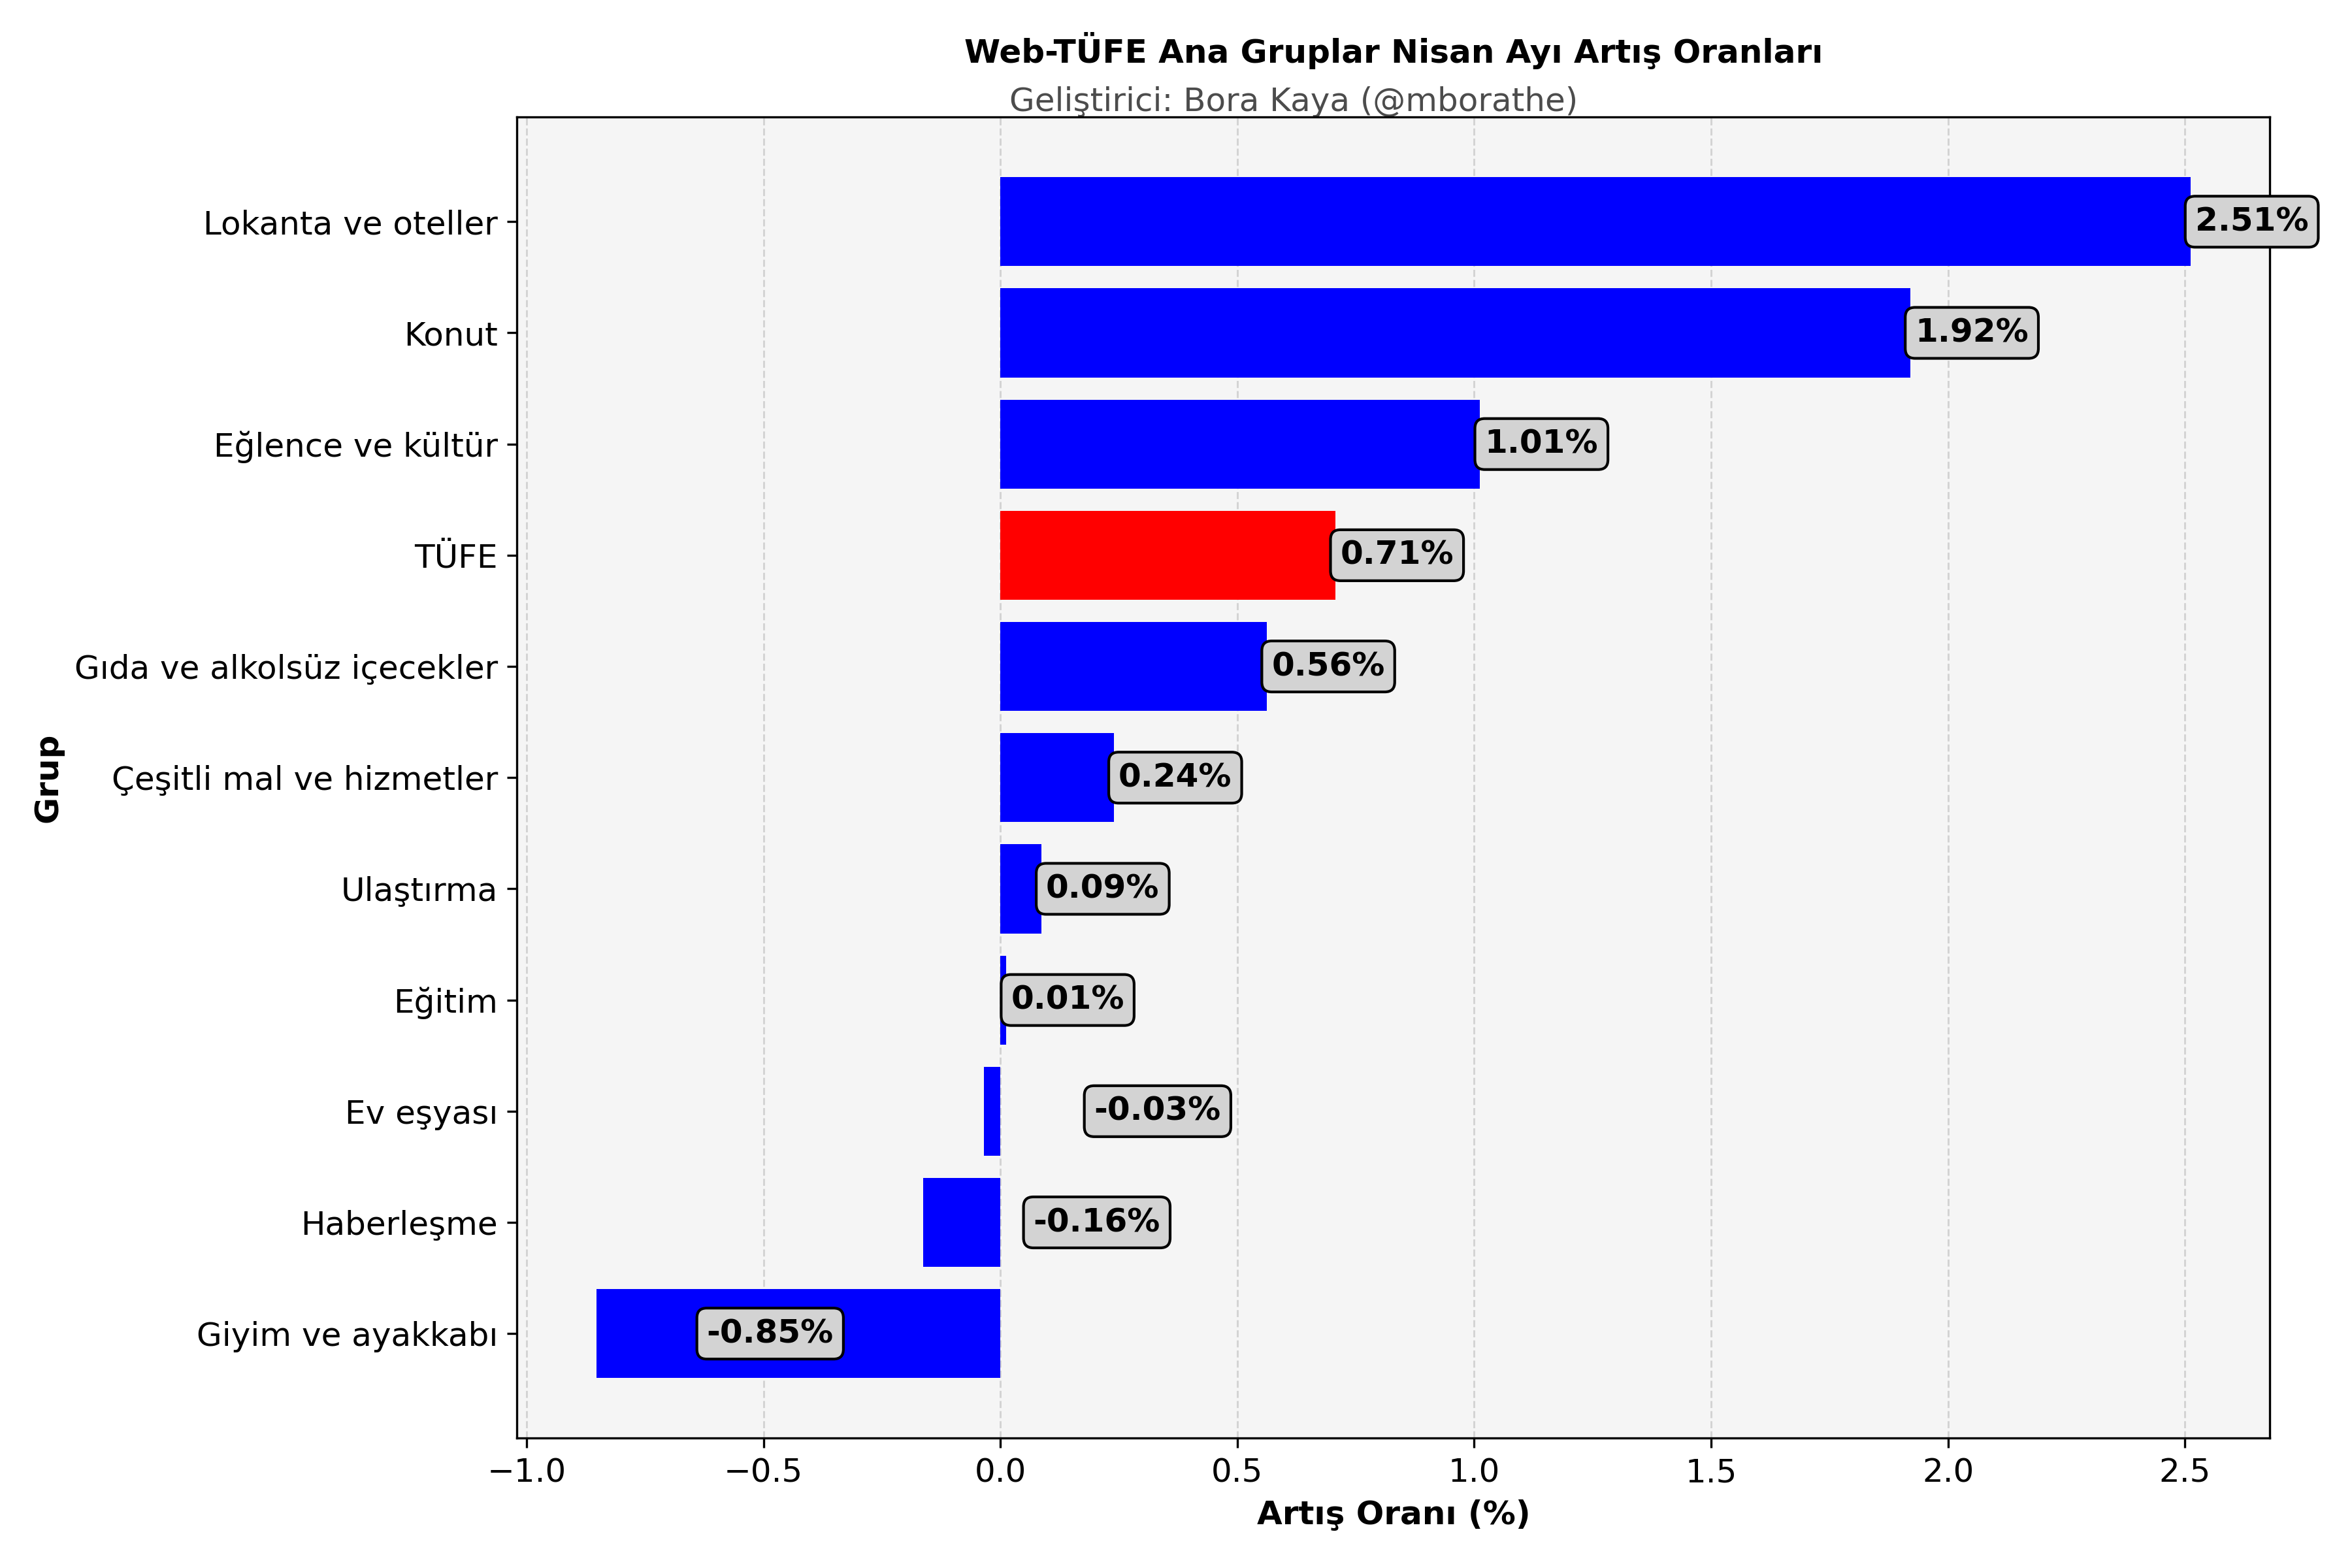 Web-TÜFE Ana Gruplar Nisan Ayı Artış Oranları
Geliştirici: Bora Kaya (@mborathe)
Lokanta ve oteller 2.51%
Konut 1.92%
Eğlence ve kültür 1.01%
TÜFE 0.71%
Gıda ve alkolsüz içecekler 0.56%
Çeşitli mal ve hizmetler 0.24%
Ulaştırma 0.09%
Eğitim 0.01%
Ev eşyası -0.03%
Haberleşme -0.16%
Giyim ve ayakkabı -0.85%
Grup
−1.0 −0.5 0.0 0.5 1.0 1.5 2.0 2.5
Artış Oranı (%)